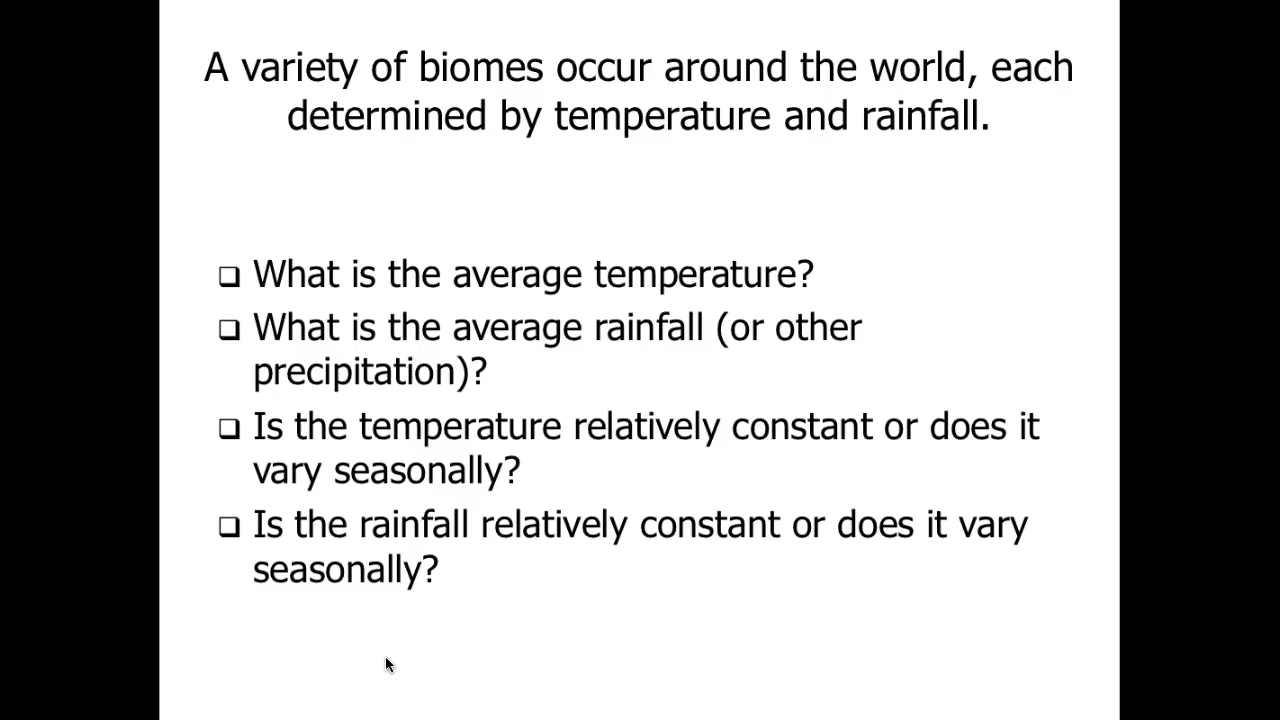 A variety of biomes occur around the world, each
determined by temperature and rainfall.
❑ What is the average temperature?
❑ What is the average rainfall (or other
precipitation)?
❑ Is the temperature relatively constant or does it
vary seasonally?
❑ Is the rainfall relatively constant or does it vary
seasonally?